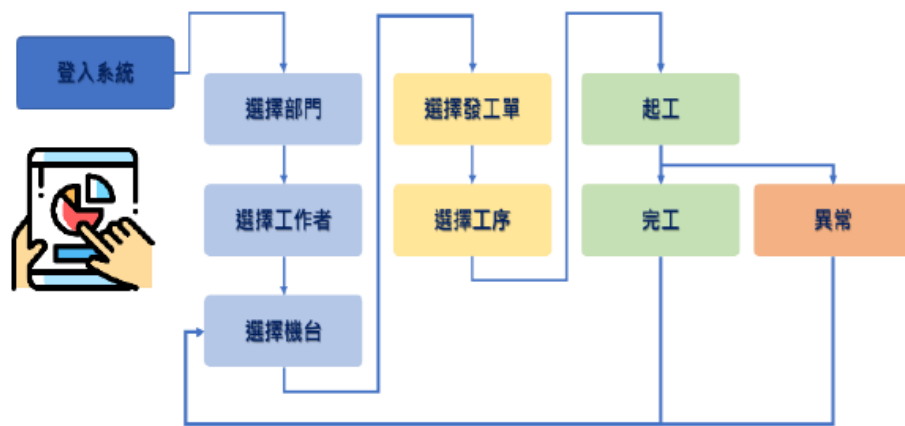 登入系統
選擇部門
選擇工作者
選擇機台
選擇發工單
選擇工序
起工
完工
異常